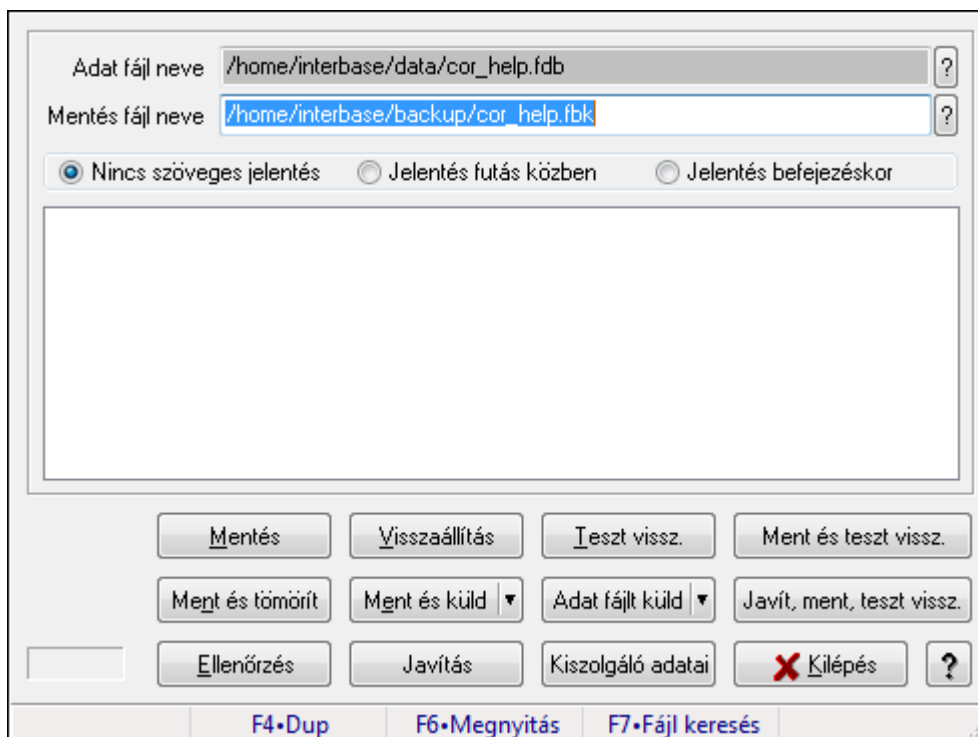 Adat fájl neve /home/interbase/data/cor_help.fdb ?
Mentés fájl neve /home/interbase/backup/cor_help.fbk ?
Nincs szöveges jelentés Jelentés futás közben Jelentés befejezéskor
Mentés Visszaállítás Teszt vissz. Ment és teszt vissz.
Ment és tömörít Ment és küld Adat fájlt küld Javít, ment, teszt vissz.
Ellenőrzés Javítás Kiszolgáló adatai Kilépés ?
F4•Dup F6•Megnyitás F7•Fájl keresés